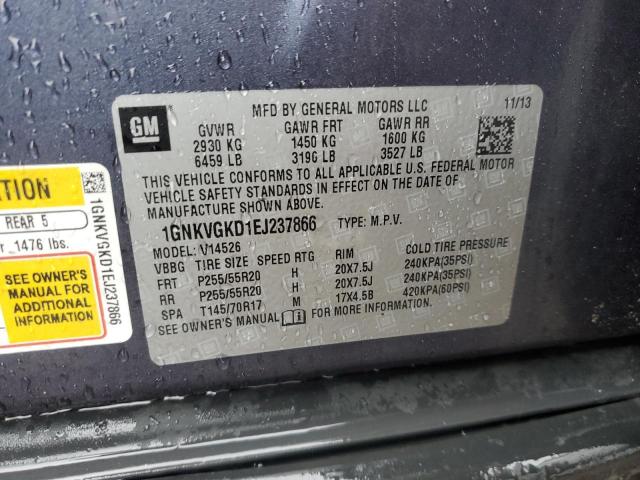 GM
MFD BY GENERAL MOTORS LLC 11/13
GVWR GAWR FRT GAWR RR
2930 KG 1450 KG 1600 KG
6459 LB 3196 LB 3527 LB
THIS VEHICLE CONFORMS TO ALL APPLICABLE U.S. FEDERAL MOTOR
VEHICLE SAFETY STANDARDS IN EFFECT ON THE DATE OF
MANUFACTURE SHOWN ABOVE.
1GNKVGKD1EJ237866 TYPE: M.P.V.
MODEL: V14526
VBBG TIRE SIZE SPEED RTG RIM COLD TIRE PRESSURE
FRT P255/55R20 H 20X7.5J 240KPA(35PSI)
RR P255/55R20 H 20X7.5J 240KPA(35PSI)
SPA T145/70R17 M 17X4.5B 420KPA(60PSI)
SEE OWNER'S MANUAL FOR MORE INFORMATION.
REAR 5
1476 lbs.
SEE OWNER'S
MANUAL FOR
ADDITIONAL
INFORMATION
1GNKVGKD1EJ237866